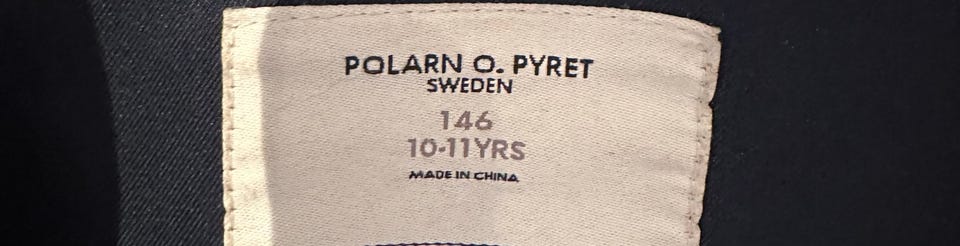 POLARN O. PYRET
SWEDEN
146
10-11YRS
MADE IN CHINA